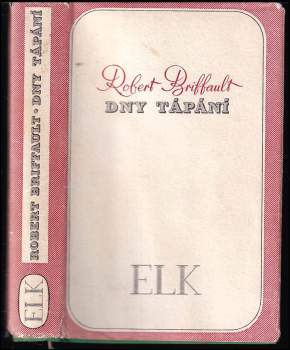 ROBERT BRIFFAULT • DNY TÁPÁNÍ
ELK
Robert Briffault
DNY TÁPÁNÍ
ELK